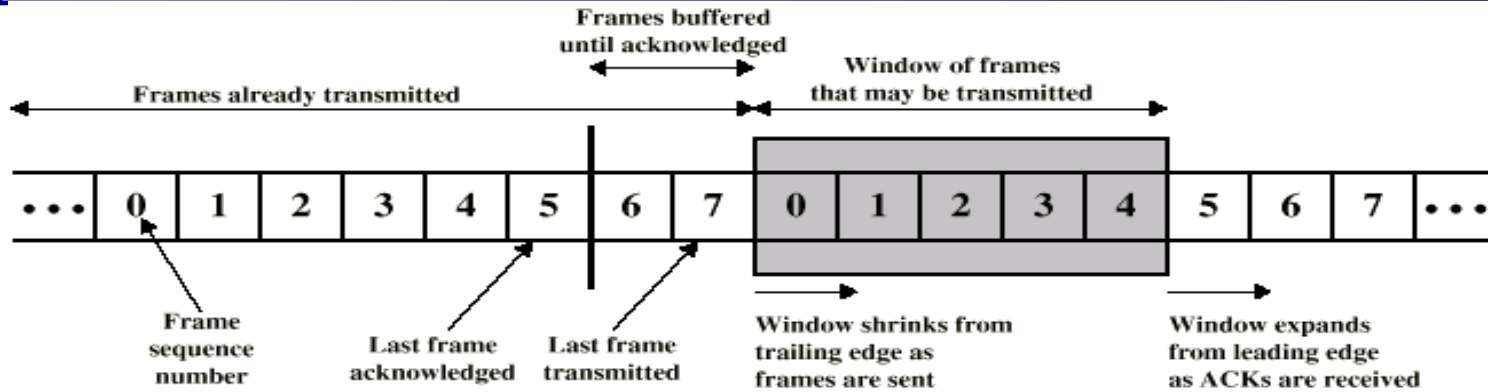 Frames buffered
until acknowledged
Window of frames
that may be transmitted
Frames already transmitted
••• 0 1 2 3 4 5 6 7 0 1 2 3 4 5 6 7 •••
Frame
sequence
number
Last frame
acknowledged
Last frame
transmitted
Window shrinks from
trailing edge as
frames are sent
Window expands
from leading edge
as ACKs are received